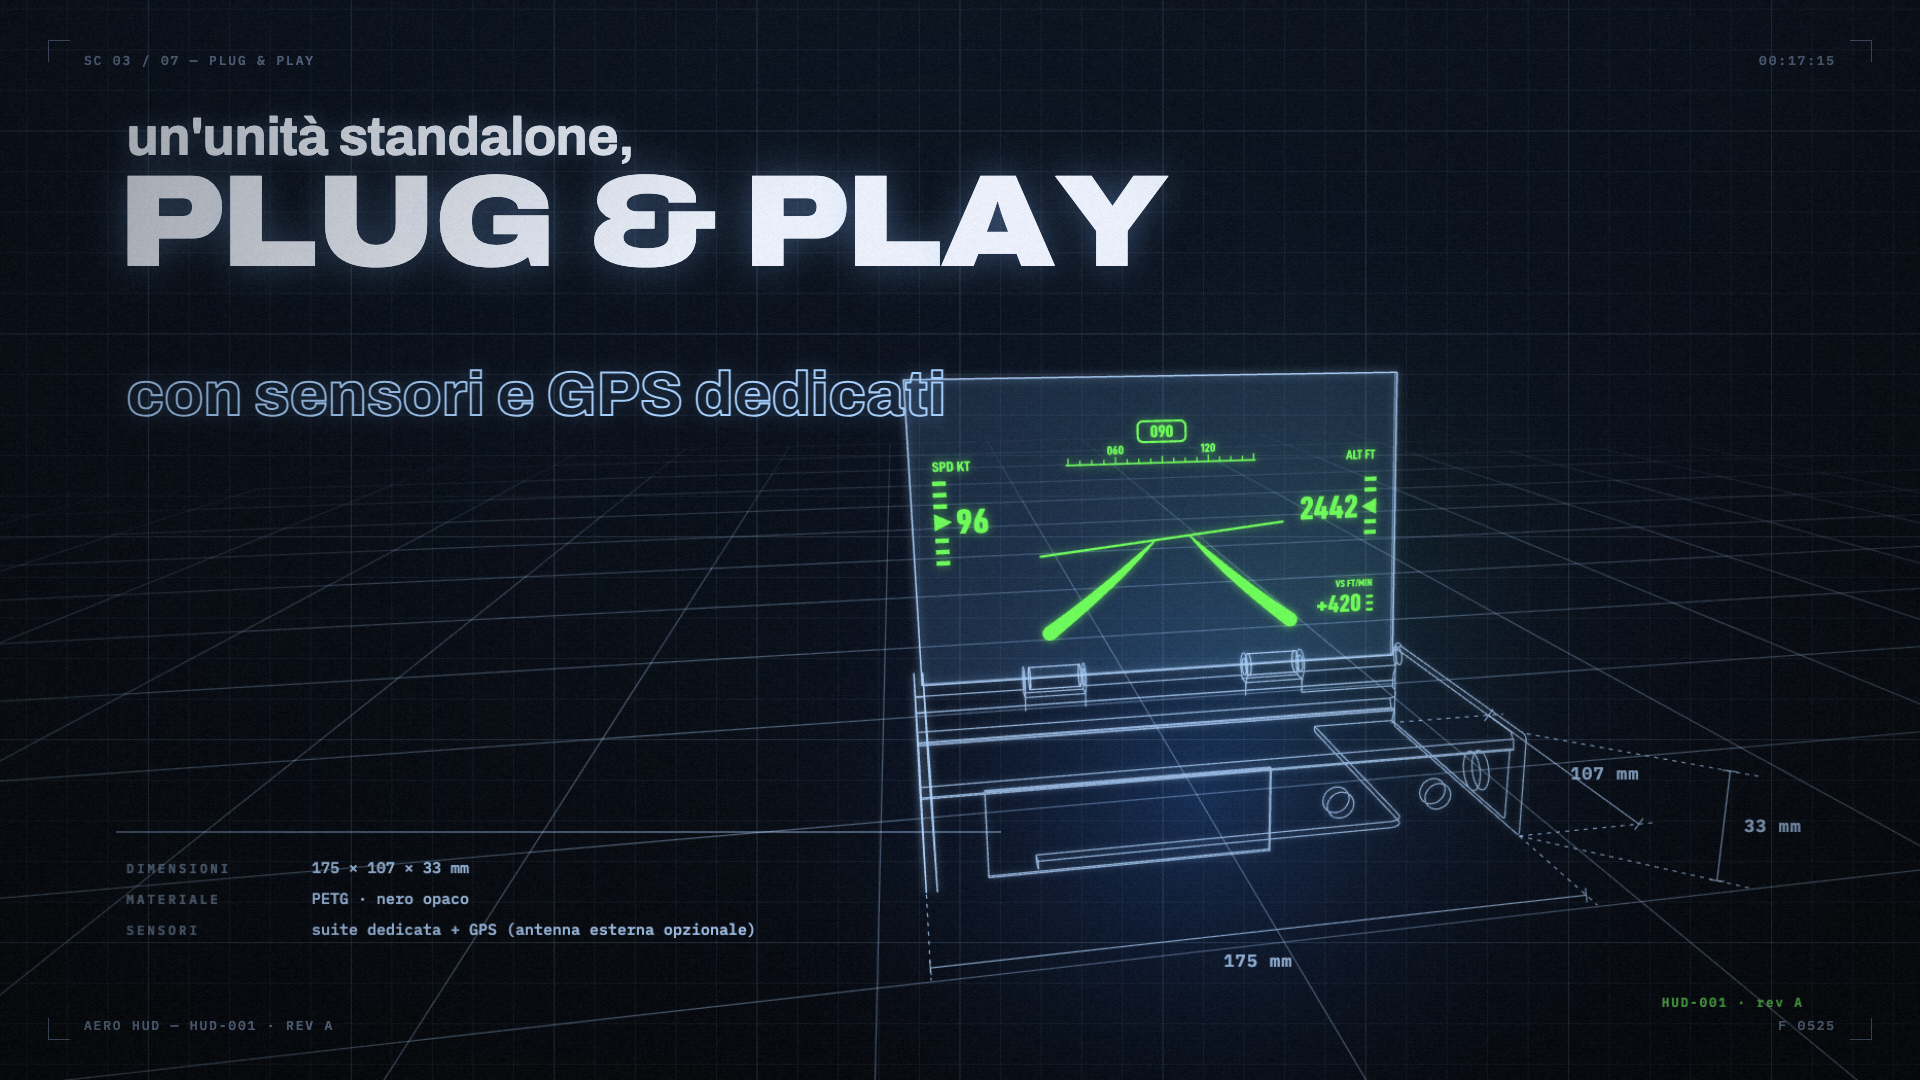 SC 03 / 07 — PLUG & PLAY
00:17:15
un'unità standalone,
PLUG & PLAY
con sensori e GPS dedicati
090
060
120
SPD KT
ALT FT
96
2442
VS FT/MIN
+420
107 mm
33 mm
175 mm
DIMENSIONI 175 × 107 × 33 mm
MATERIALE PETG · nero opaco
SENSORI suite dedicata + GPS (antenna esterna opzionale)
HUD-001 · rev A
AERO HUD — HUD-001 · REV A
F 0525